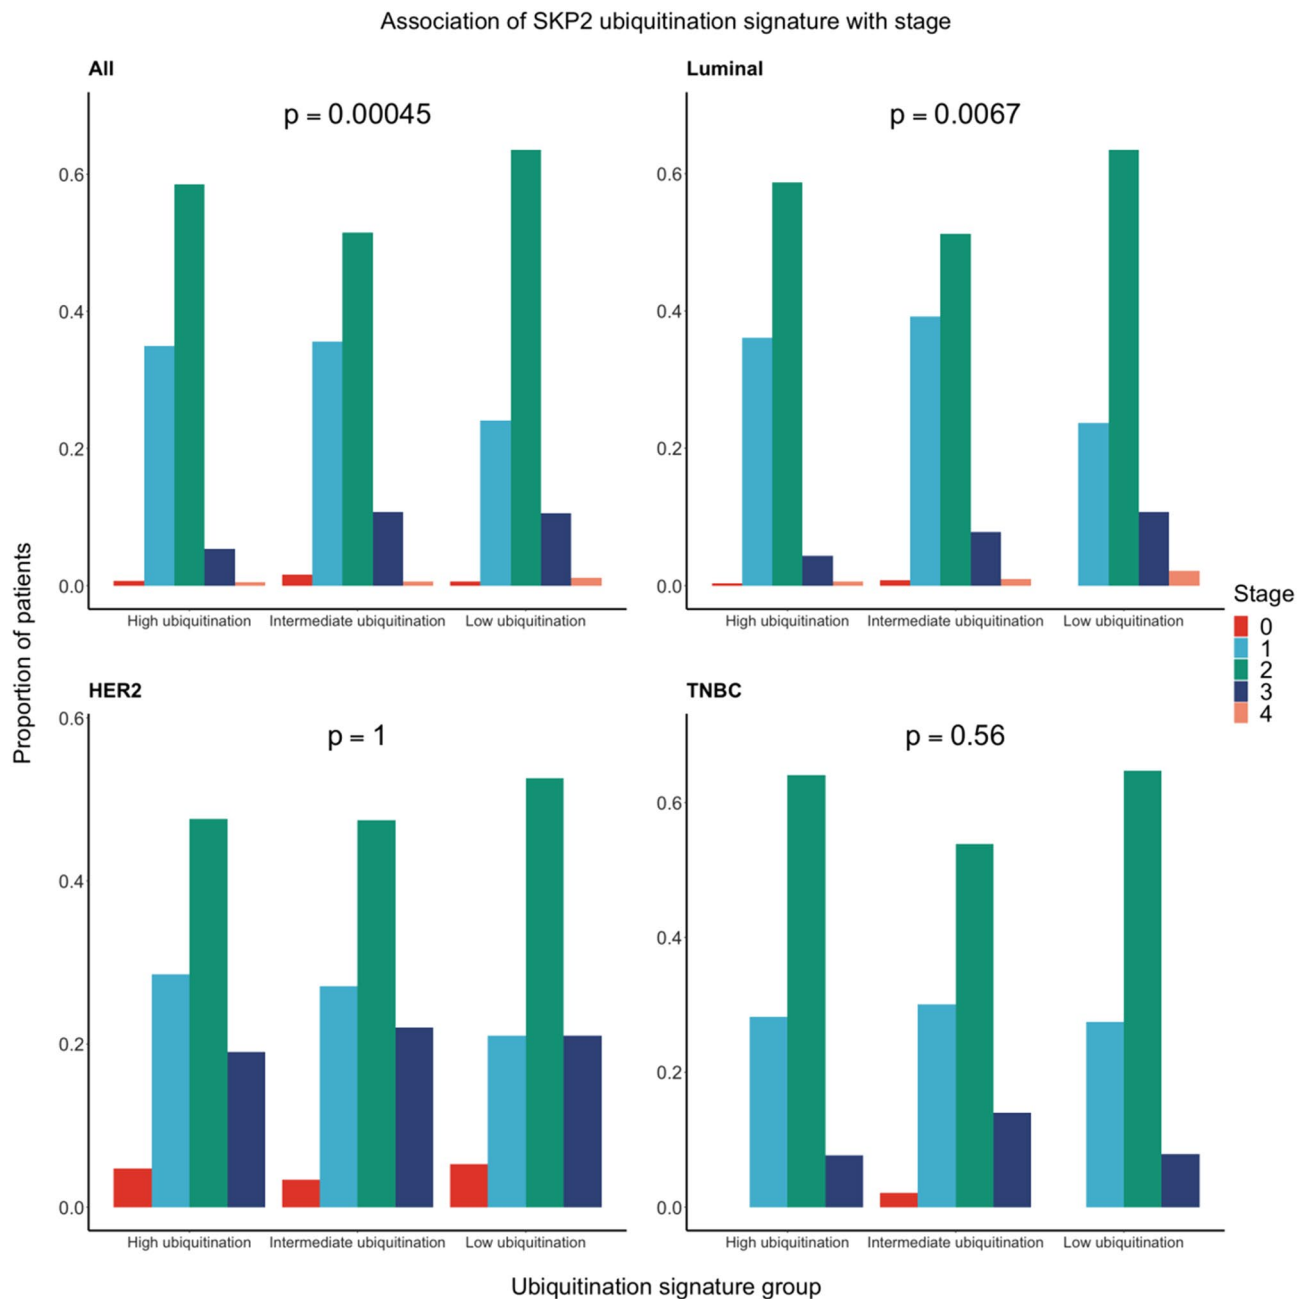 Association of SKP2 ubiquitination signature with stage
All
p = 0.00045
0.6
0.4
0.2
0.0
High ubiquitination Intermediate ubiquitination Low ubiquitination
Luminal
p = 0.0067
0.6
0.4
0.2
0.0
High ubiquitination Intermediate ubiquitination Low ubiquitination
Proportion of patients
Stage
0
1
2
3
4
HER2
p = 1
0.6
0.4
0.2
0.0
High ubiquitination Intermediate ubiquitination Low ubiquitination
TNBC
p = 0.56
0.6
0.4
0.2
0.0
High ubiquitination Intermediate ubiquitination Low ubiquitination
Ubiquitination signature group